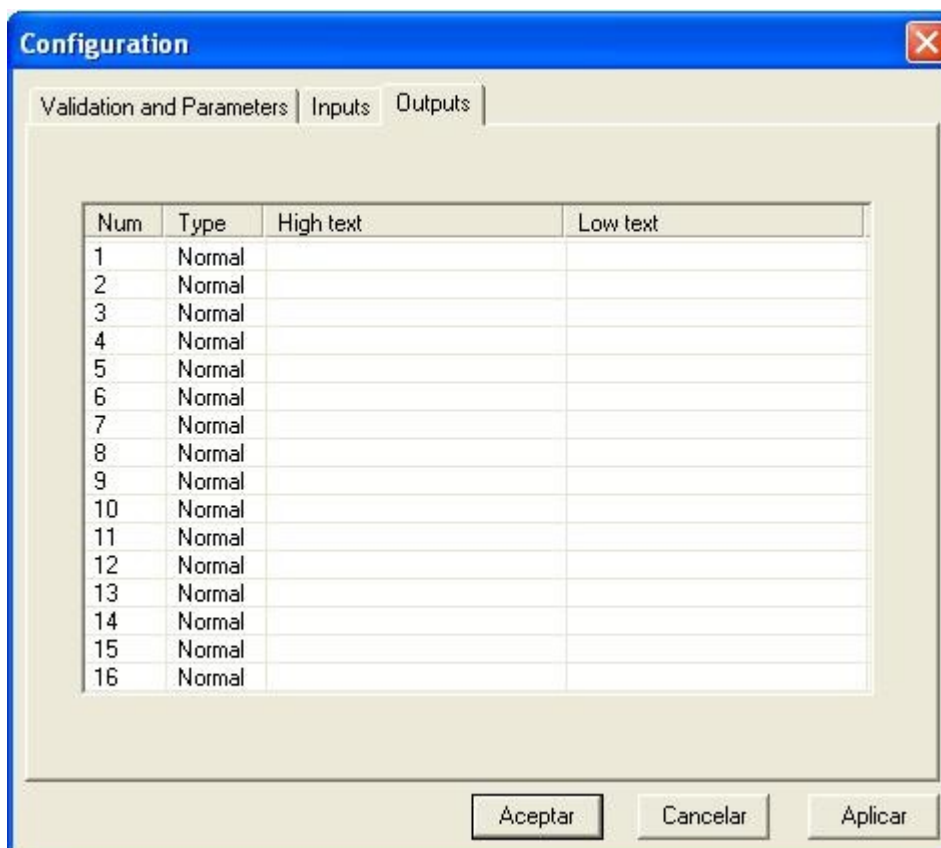 Configuration
Validation and Parameters Inputs Outputs
Num Type High text Low text
1 Normal
2 Normal
3 Normal
4 Normal
5 Normal
6 Normal
7 Normal
8 Normal
9 Normal
10 Normal
11 Normal
12 Normal
13 Normal
14 Normal
15 Normal
16 Normal
Aceptar Cancelar Aplicar